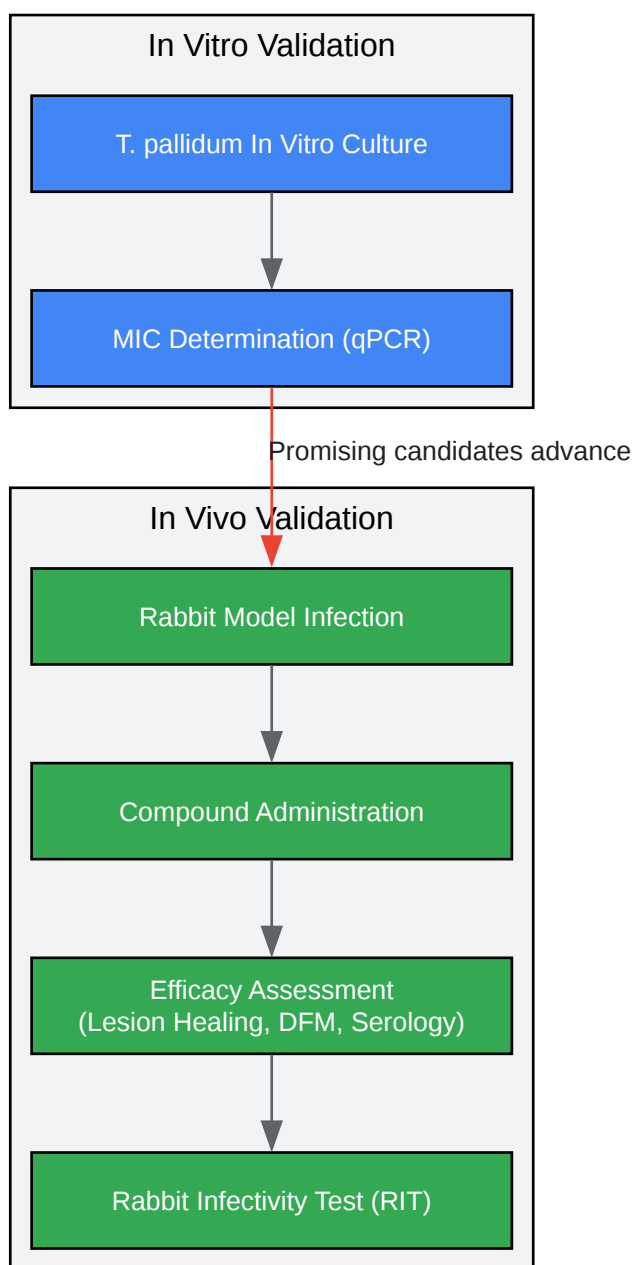 In Vitro Validation
T. pallidum In Vitro Culture
MIC Determination (qPCR)
Promising candidates advance
In Vivo Validation
Rabbit Model Infection
Compound Administration
Efficacy Assessment
(Lesion Healing, DFM, Serology)
Rabbit Infectivity Test (RIT)